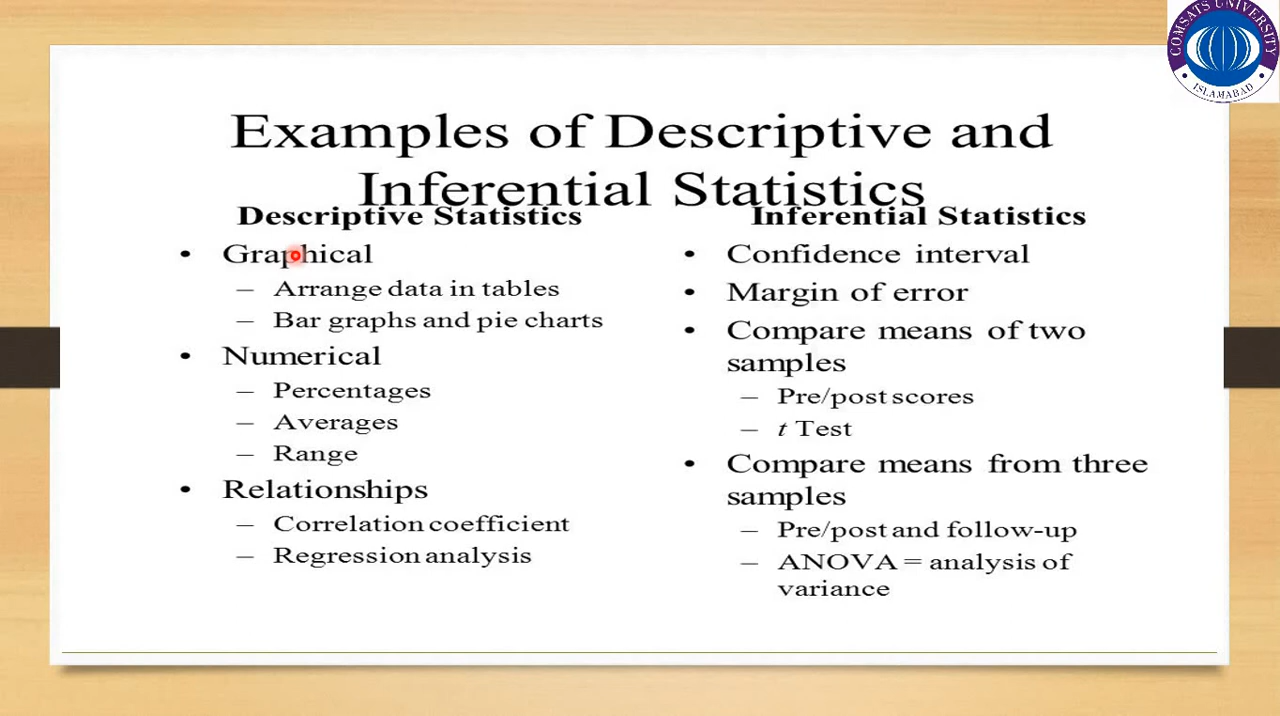 COMSATS UNIVERSITY
ISLAMABAD
Examples of Descriptive and
Inferential Statistics
Descriptive Statistics
• Graphical
– Arrange data in tables
– Bar graphs and pie charts
• Numerical
– Percentages
– Averages
– Range
• Relationships
– Correlation coefficient
– Regression analysis
Inferential Statistics
• Confidence interval
• Margin of error
• Compare means of two
samples
– Pre/post scores
– t Test
• Compare means from three
samples
– Pre/post and follow-up
– ANOVA = analysis of
variance